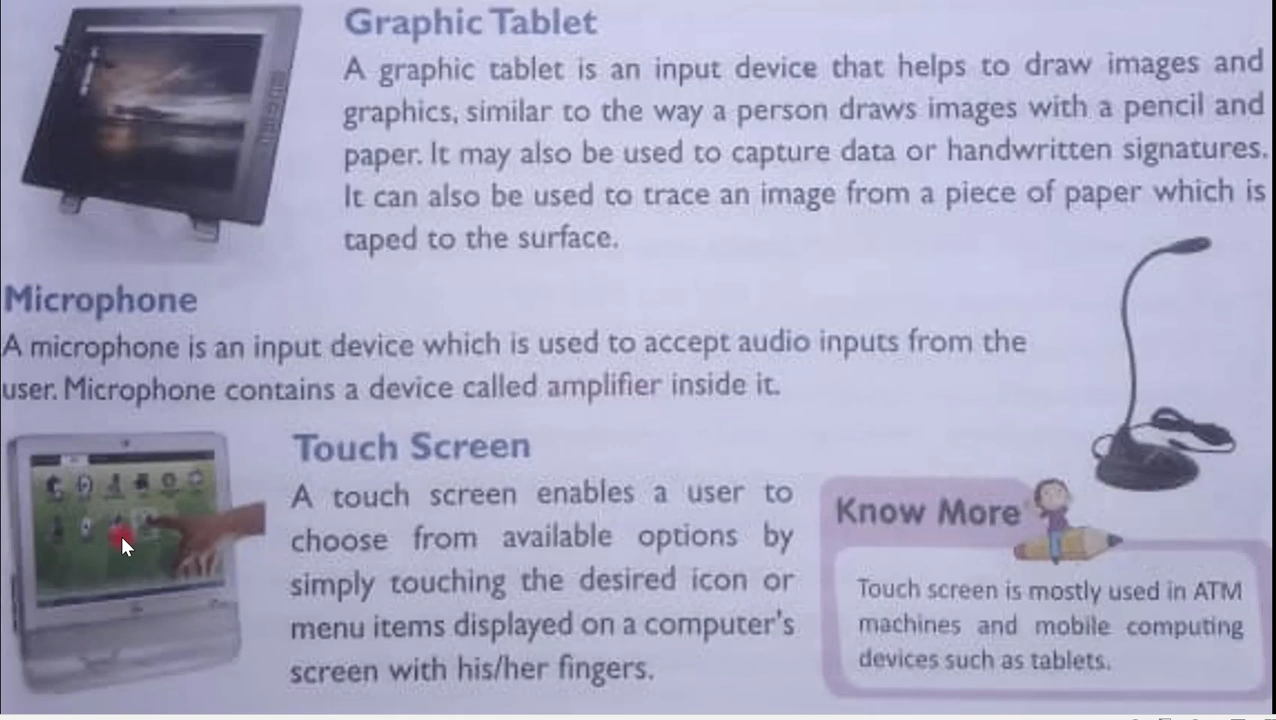 Graphic Tablet
A graphic tablet is an input device that helps to draw images and
graphics, similar to the way a person draws images with a pencil and
paper. It may also be used to capture data or handwritten signatures.
It can also be used to trace an image from a piece of paper which is
taped to the surface.
Microphone
A microphone is an input device which is used to accept audio inputs from the
user. Microphone contains a device called amplifier inside it.
Touch Screen
A touch screen enables a user to
choose from available options by
simply touching the desired icon or
menu items displayed on a computer's
screen with his/her fingers.
Know More
Touch screen is mostly used in ATM
machines and mobile computing
devices such as tablets.